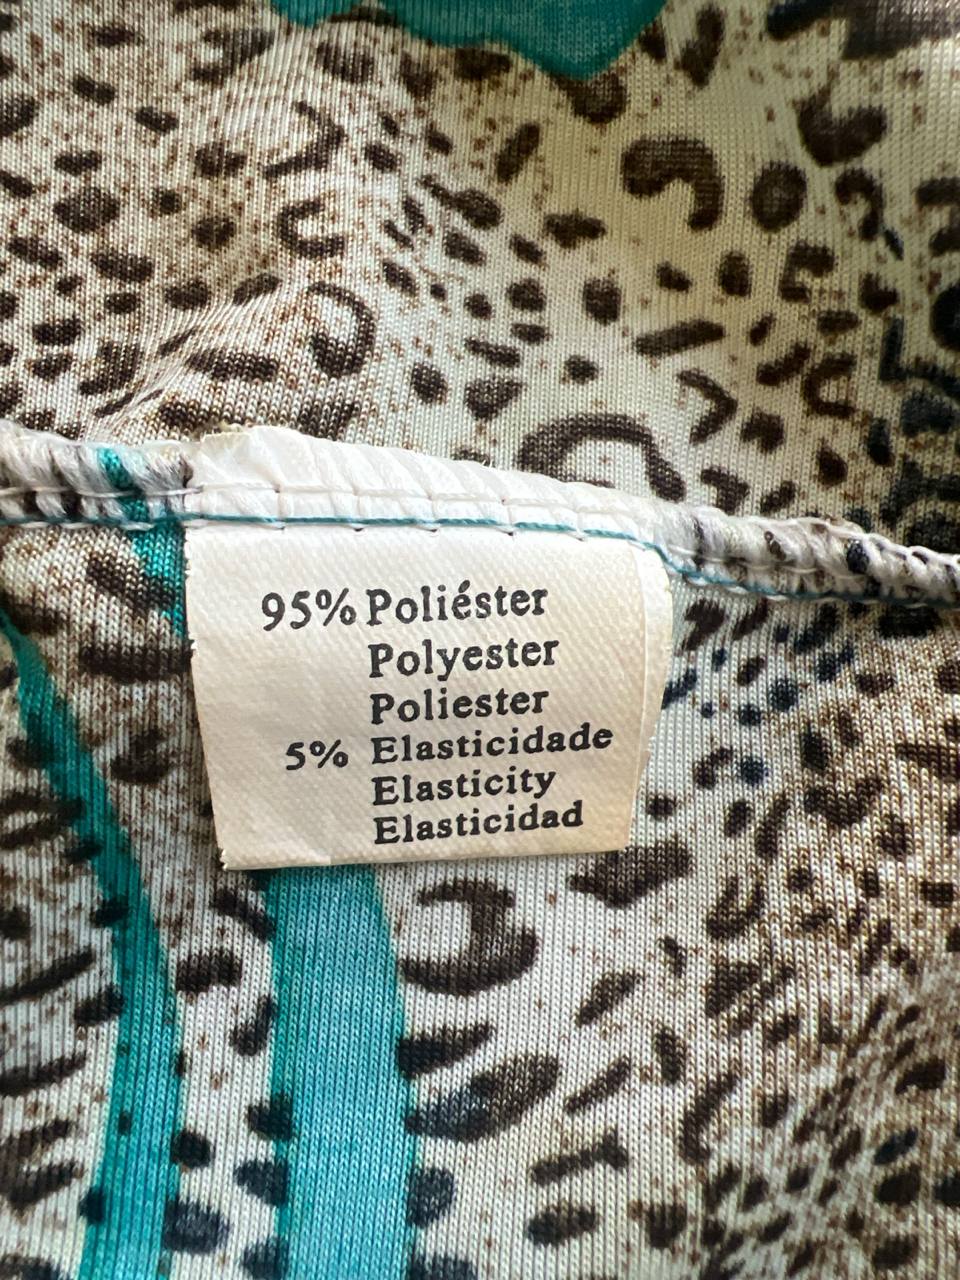 95% Poliéster
Polyester
Poliester
5% Elasticidade
Elasticity
Elasticidad